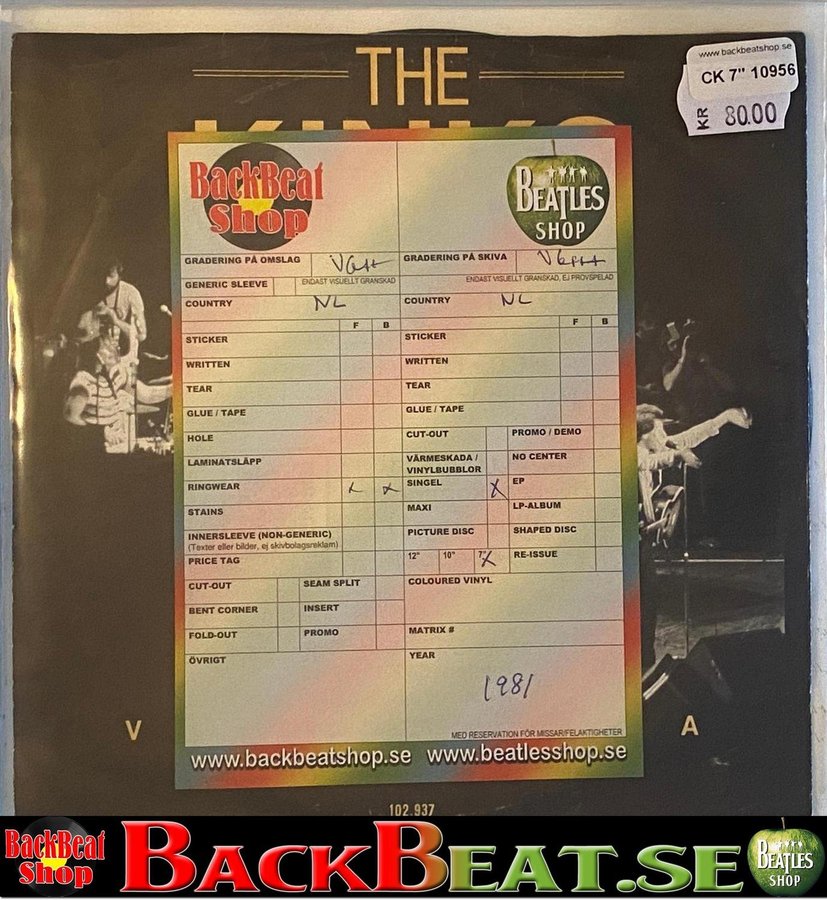 THE
www.backbeatshop.se
CK 7" 10956
KR 80.00
BackBeat Shop
BEATLES SHOP
GRADERING PÅ OMSLAG VG++
GRADERING PÅ SKIVA VG+++
ENDAST VISUELLT GRANSKAD
ENDAST VISUELLT GRANSKAD, EJ PROVSPELAD
GENERIC SLEEVE
COUNTRY NL
COUNTRY NL
F B
F B
STICKER
STICKER
WRITTEN
WRITTEN
TEAR
TEAR
GLUE / TAPE
GLUE / TAPE
HOLE
CUT-OUT
PROMO / DEMO
LAMINATSLÄPP
VÄRMESKADA /
VINYLBUBBLOR
NO CENTER
RINGWEAR X X
SINGEL X
EP
STAINS
MAXI
LP-ALBUM
INNERSLEEVE (NON-GENERIC)
(Texter eller bilder, ej skivbolagsreklam)
PICTURE DISC
SHAPED DISC
PRICE TAG
12" 10" 7" X
RE-ISSUE
CUT-OUT
SEAM SPLIT
COLOURED VINYL
BENT CORNER
INSERT
FOLD-OUT
PROMO
MATRIX #
ÖVRIGT
YEAR
1981
MED RESERVATION FÖR MISSAR/FELAKTIGHETER
www.backbeatshop.se www.beatlesshop.se
V
A
102.937
BackBeat Shop
BACKBEAT.SE
BEATLES SHOP